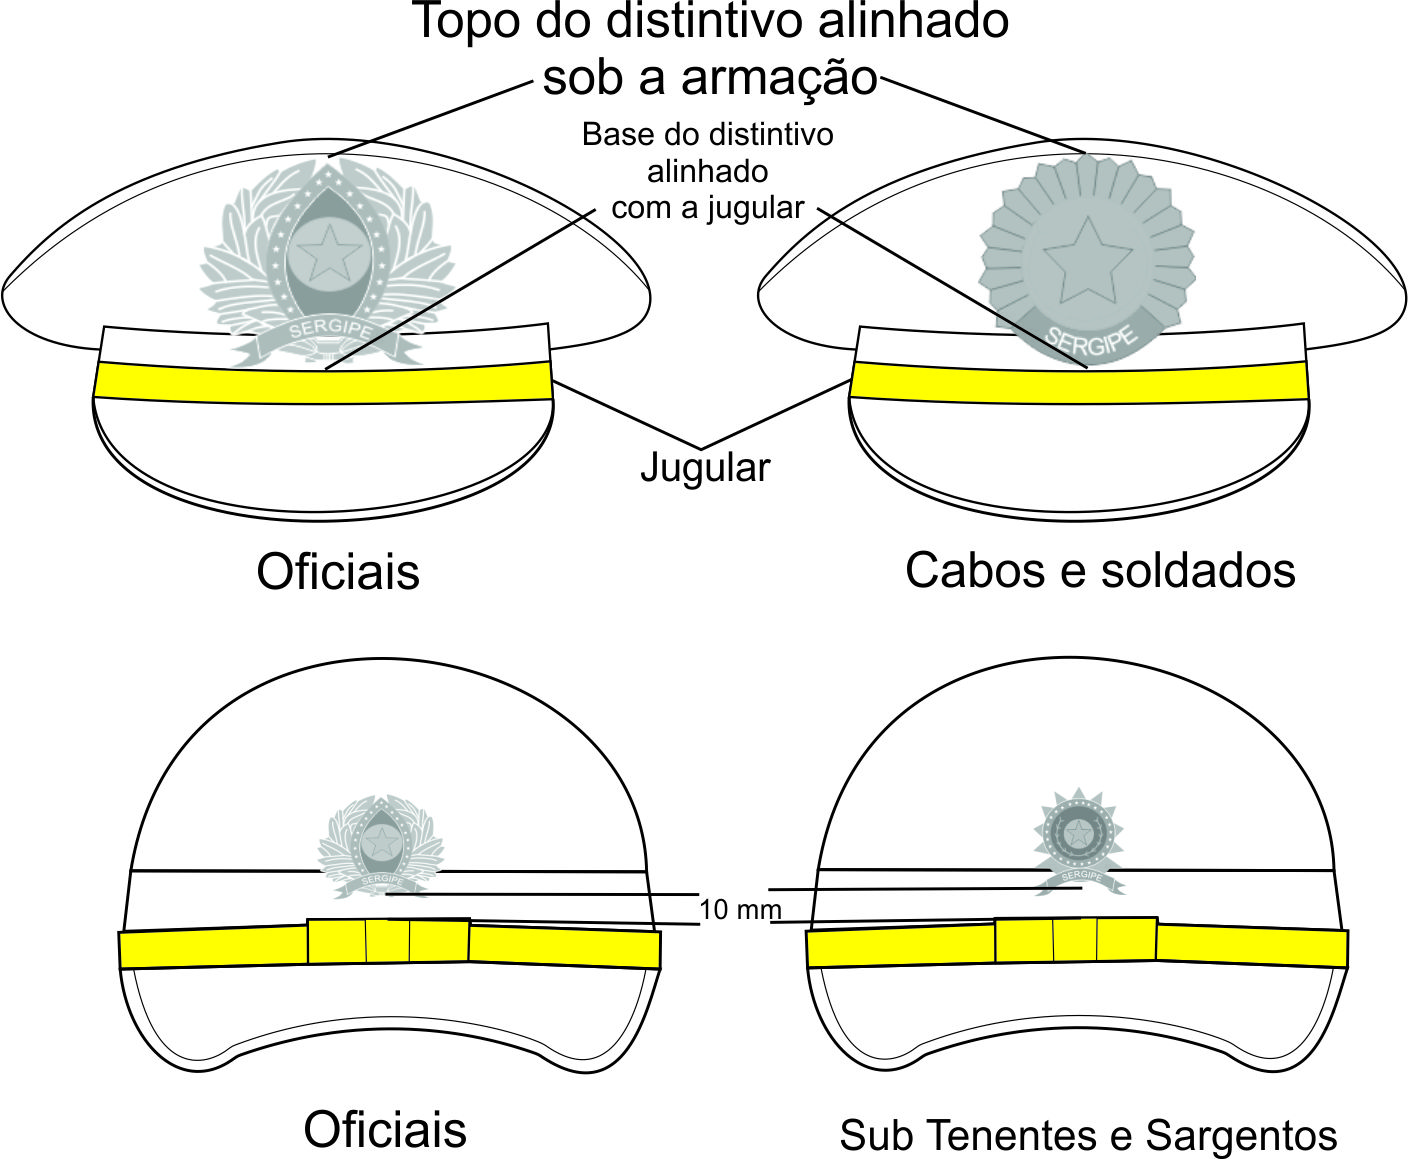 Topo do distintivo alinhado
sob a armação
Base do distintivo
alinhado
com a jugular
SERGIPE
SERGIPE
Jugular
Oficiais
Cabos e soldados
SERGIPE
SERGIPE
10 mm
Oficiais
Sub Tenentes e Sargentos